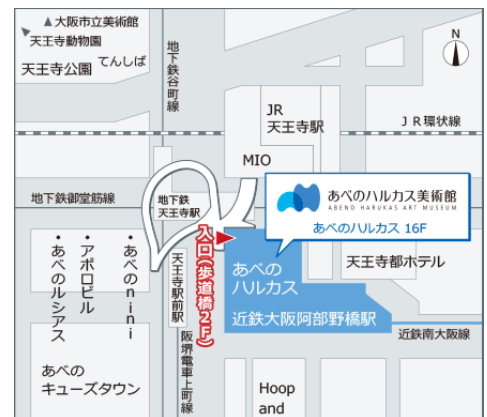 ▲大阪市立美術館
天王寺動物園
てんしば
天王寺公園
地下鉄谷町線
N
JR
天王寺駅
JR環状線
MIO
地下鉄御堂筋線
地下鉄
天王寺駅
あべのハルカス美術館
ABENO HARUKAS ART MUSEUM
あべのハルカス 16F
入口(歩道橋2F)
・あべのnini
・アポロビル
・あべのルシアス
天王寺駅前駅
あべの
ハルカス
天王寺都ホテル
近鉄大阪阿部野橋駅
近鉄南大阪線
阪堺電車上町線
あべの
キューズタウン
Hoop
and